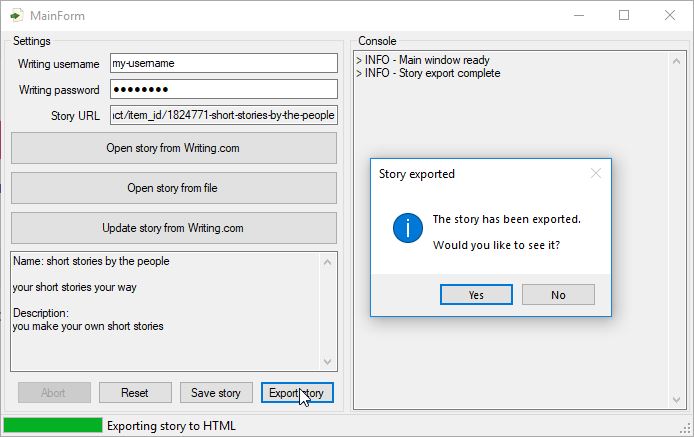 MainForm
Settings
Writing username
my-username
Writing password
●●●●●●●●
Story URL
act/item_id/1824771-short-stories-by-the-people
Open story from Writing.com
Open story from file
Update story from Writing.com
Name: short stories by the people
your short stories your way
Description:
you make your own short stories
Abort
Reset
Save story
Export story
Exporting story to HTML
Console
> INFO - Main window ready
> INFO - Story export complete
Story exported
The story has been exported.
Would you like to see it?
Yes
No